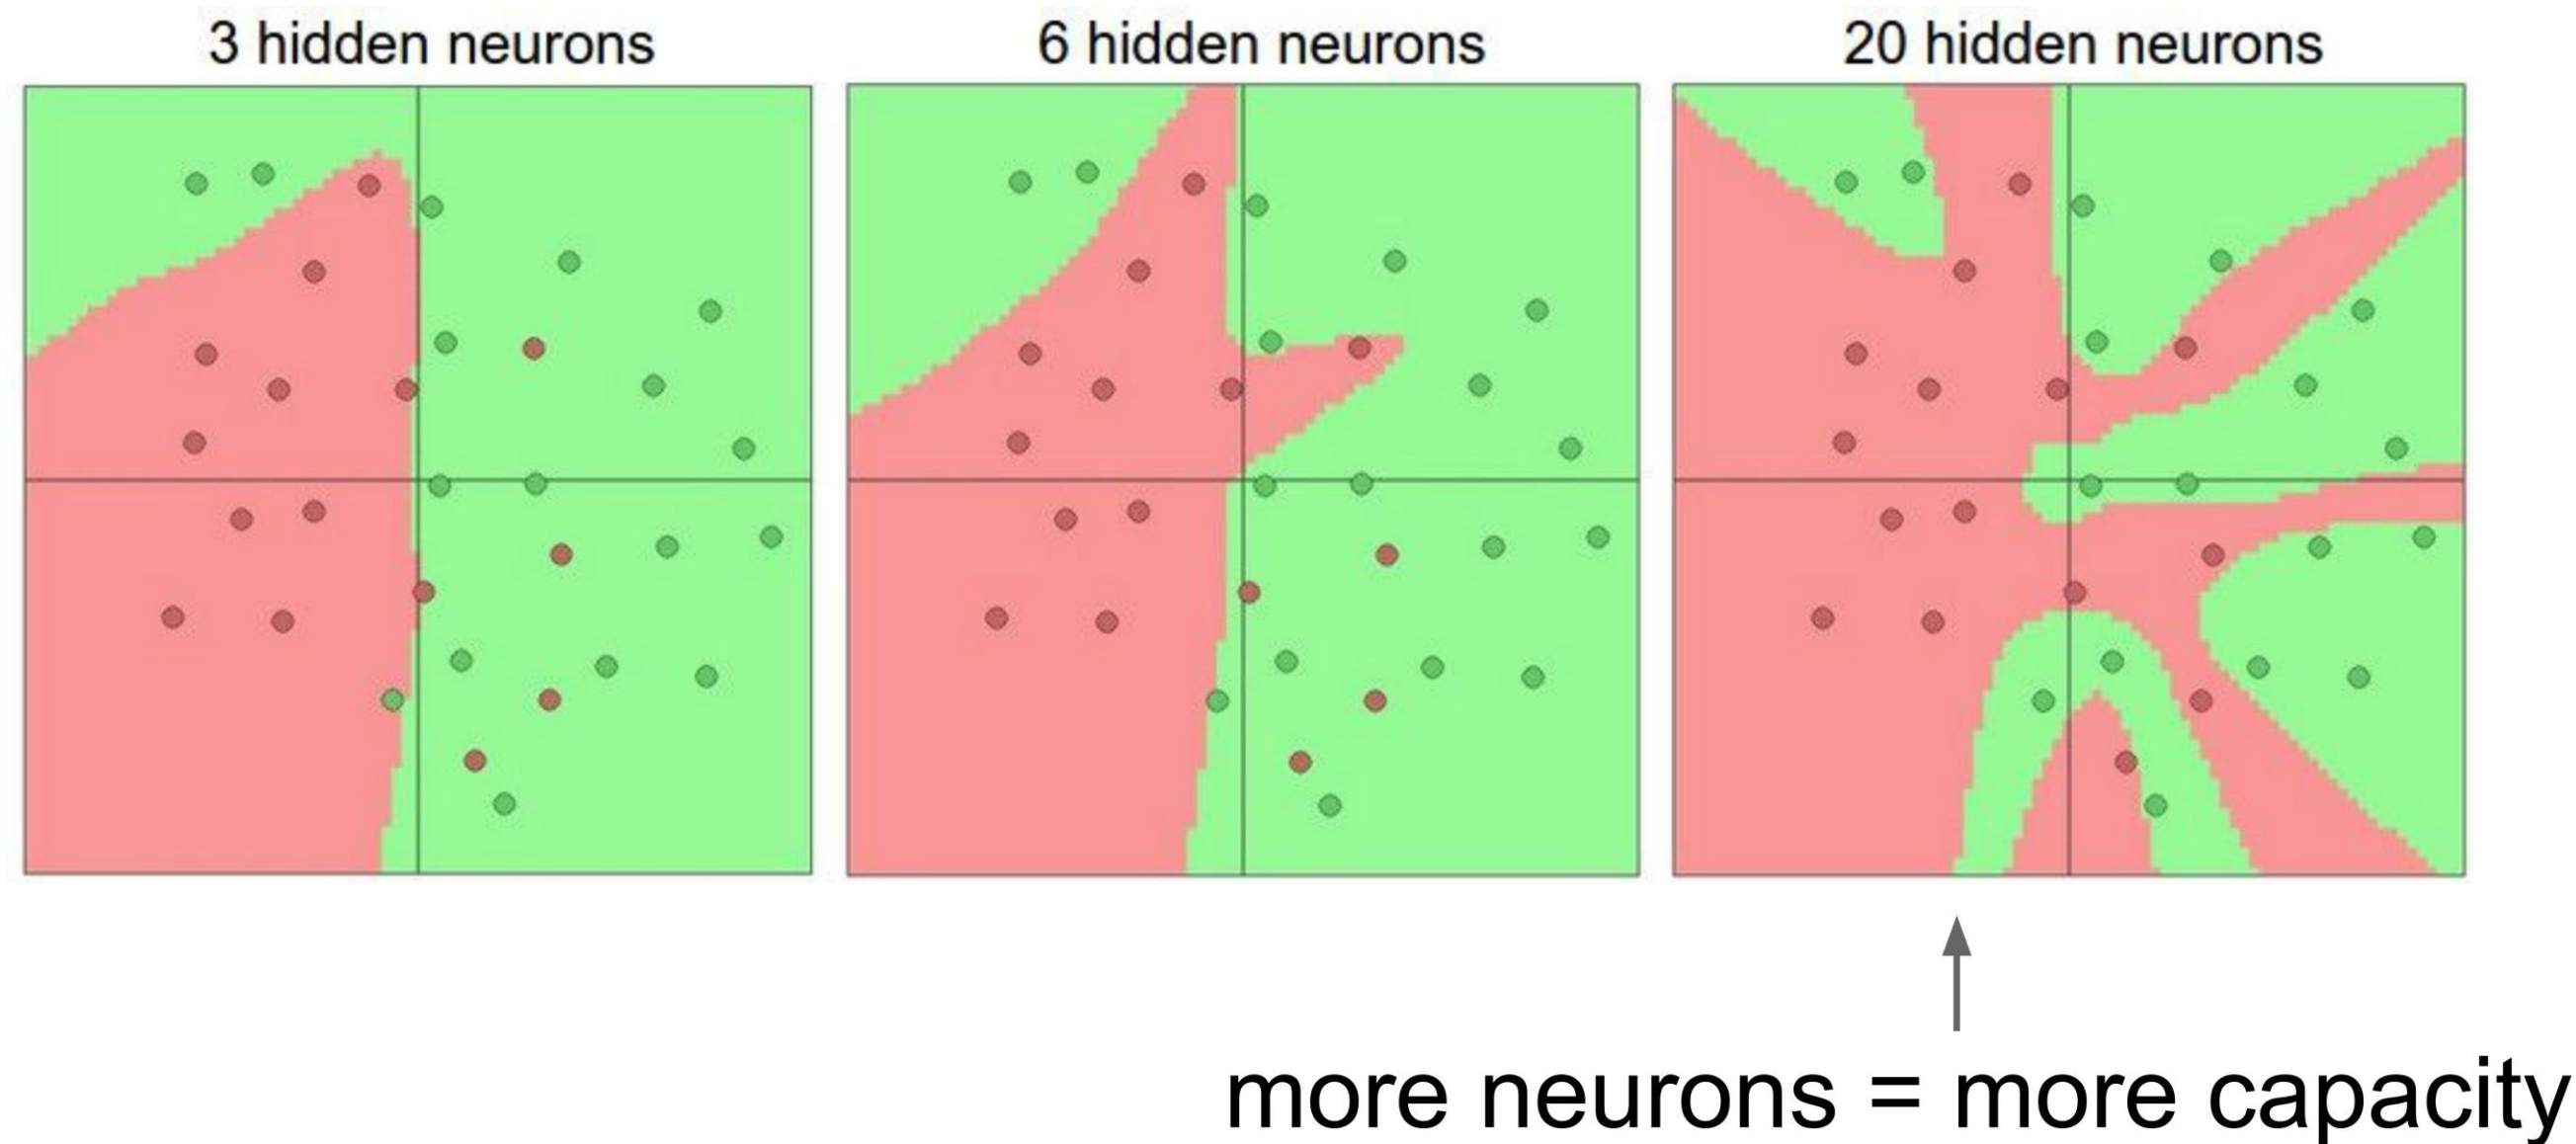 3 hidden neurons
6 hidden neurons
20 hidden neurons
more neurons = more capacity